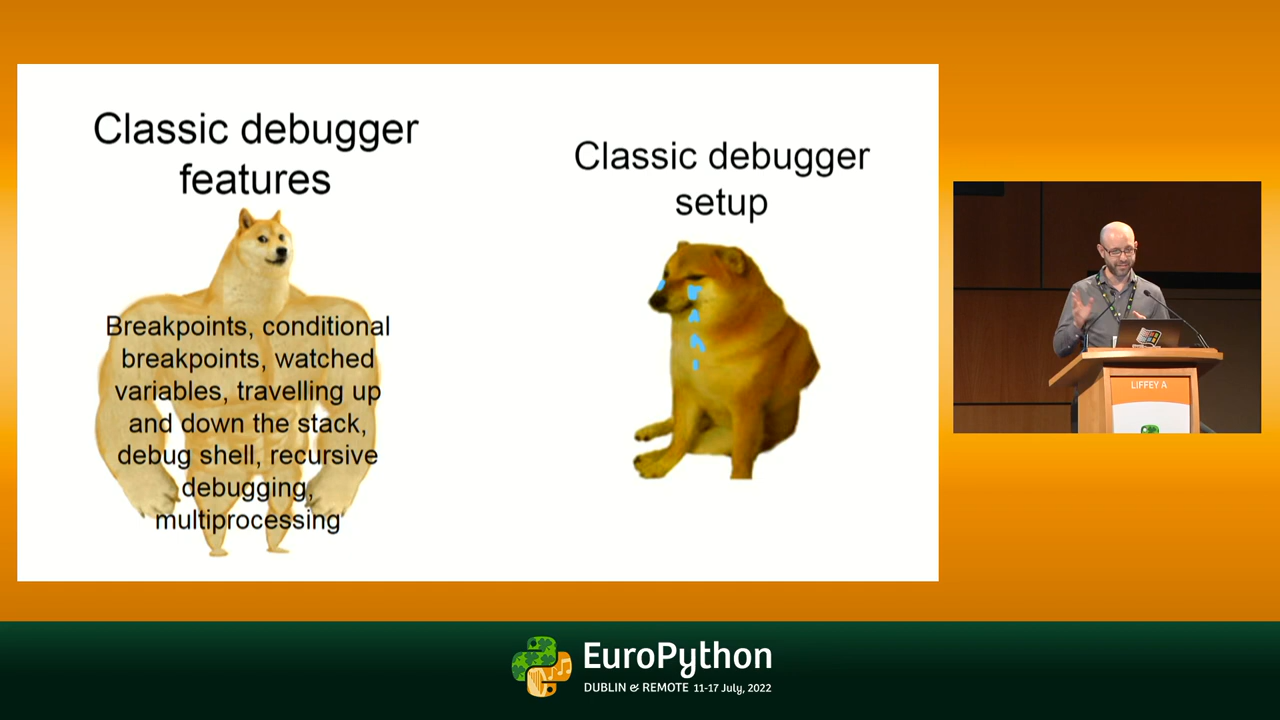 Classic debugger
features
Breakpoints, conditional
breakpoints, watched
variables, travelling up
and down the stack,
debug shell, recursive
debugging,
multiprocessing
Classic debugger
setup
LIFFEY A
EuroPython
DUBLIN & REMOTE 11-17 July, 2022